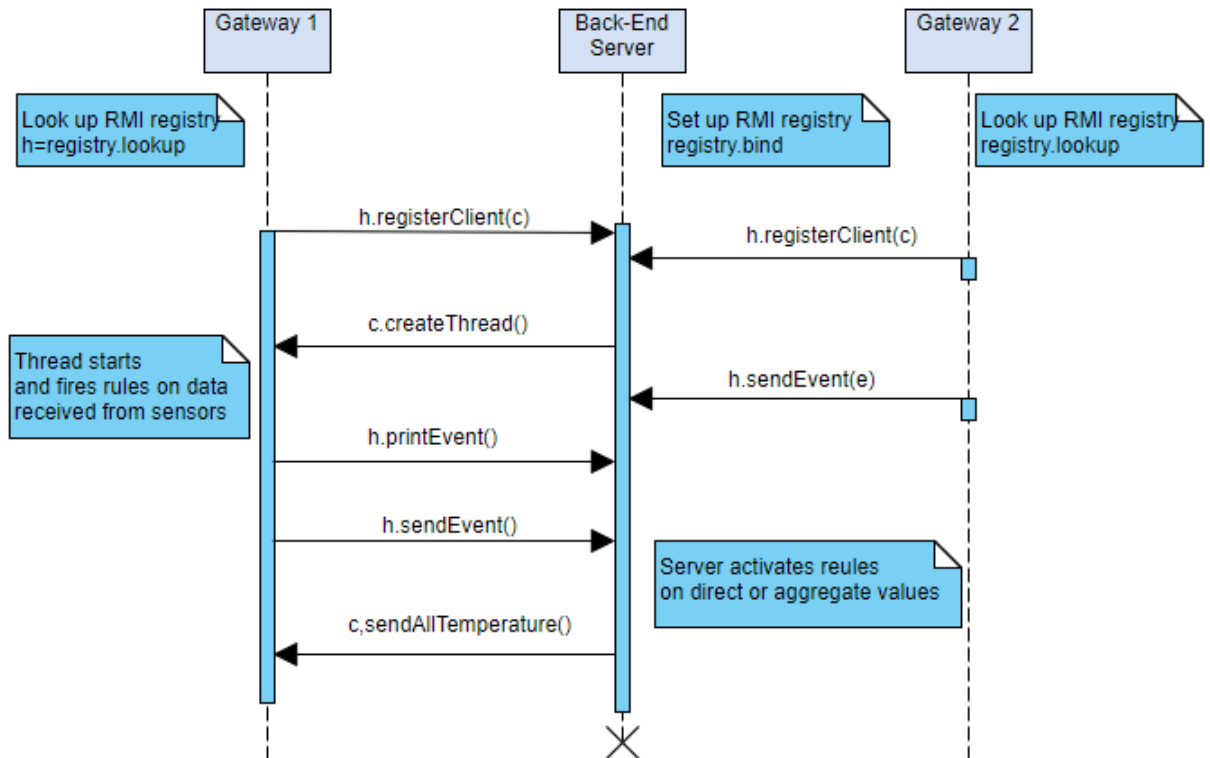 Gateway 1
Back-End
Server
Gateway 2
Look up RMI registry
h=registry.lookup
Set up RMI registry
registry.bind
Look up RMI registry
registry.lookup
h.registerClient(c)
h.registerClient(c)
c.createThread()
Thread starts
and fires rules on data
received from sensors
h.sendEvent(e)
h.printEvent()
h.sendEvent()
Server activates reules
on direct or aggregate values
c,sendAllTemperature()